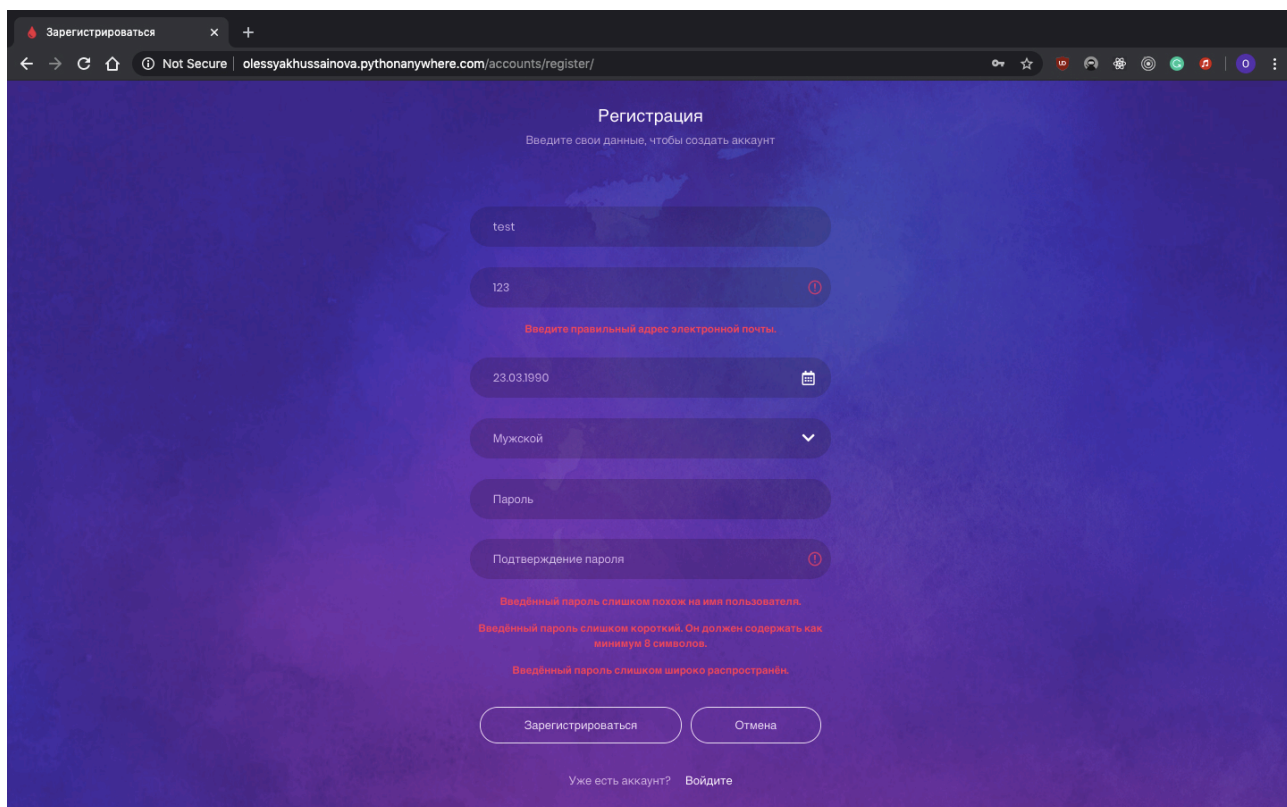 Зарегистрироваться
Not Secure | olessyakhussainova.pythonanywhere.com/accounts/register/
Регистрация
Введите свои данные, чтобы создать аккаунт
test
123
Введите правильный адрес электронной почты.
23.03.1990
Мужской
Пароль
Подтверждение пароля
Введённый пароль слишком похож на имя пользователя.
Введённый пароль слишком короткий. Он должен содержать как
минимум 8 символов.
Введённый пароль слишком широко распространён.
Зарегистрироваться Отмена
Уже есть аккаунт? Войдите